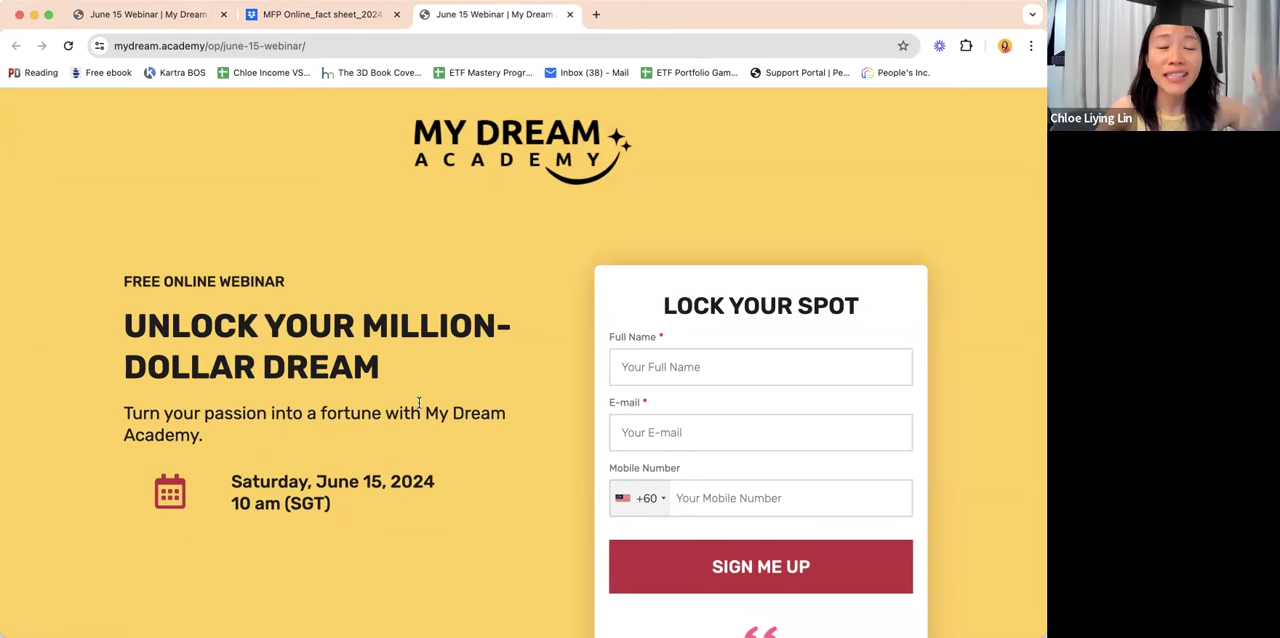 June 15 Webinar | My Dream
MFP Online_fact sheet_2024
June 15 Webinar | My Dream
mydream.academy/op/june-15-webinar/
Reading
Free ebook
Kartra BOS
Chloe Income VS...
The 3D Book Cove...
ETF Mastery Progr...
Inbox (38) - Mail
ETF Portfolio Gam...
Support Portal | Pe...
People's Inc.
Chloe Liying Lin
MY DREAM
ACADEMY
FREE ONLINE WEBINAR
UNLOCK YOUR MILLION-
DOLLAR DREAM
Turn your passion into a fortune with My Dream
Academy.
Saturday, June 15, 2024
10 am (SGT)
LOCK YOUR SPOT
Full Name *
Your Full Name
E-mail *
Your E-mail
Mobile Number
+60 Your Mobile Number
SIGN ME UP